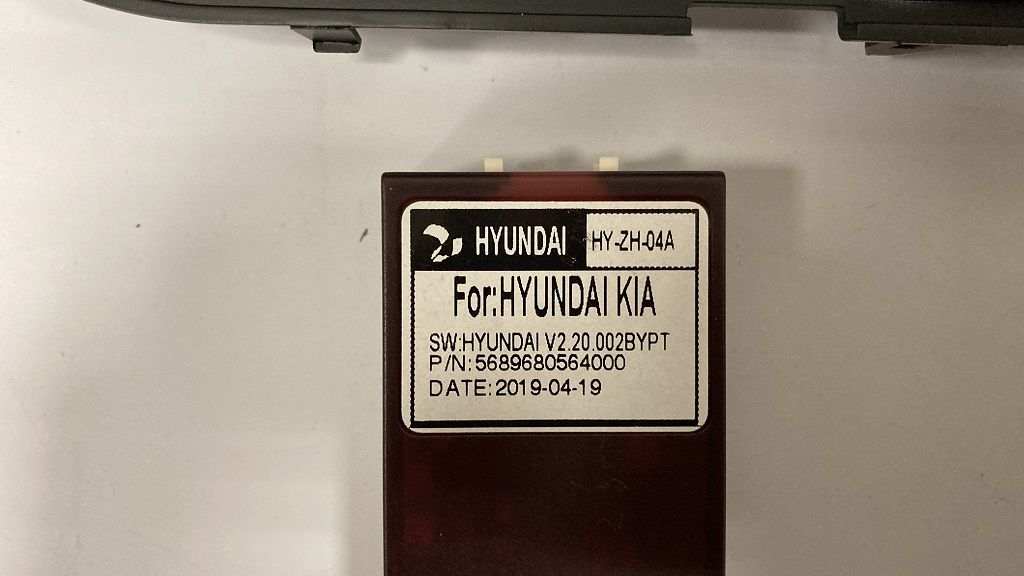 HYUNDAI HY-ZH-04A
For:HYUNDAI KIA
SW:HYUNDAI V2.20.002BYPT
P/N:5689680564000
DATE:2019-04-19